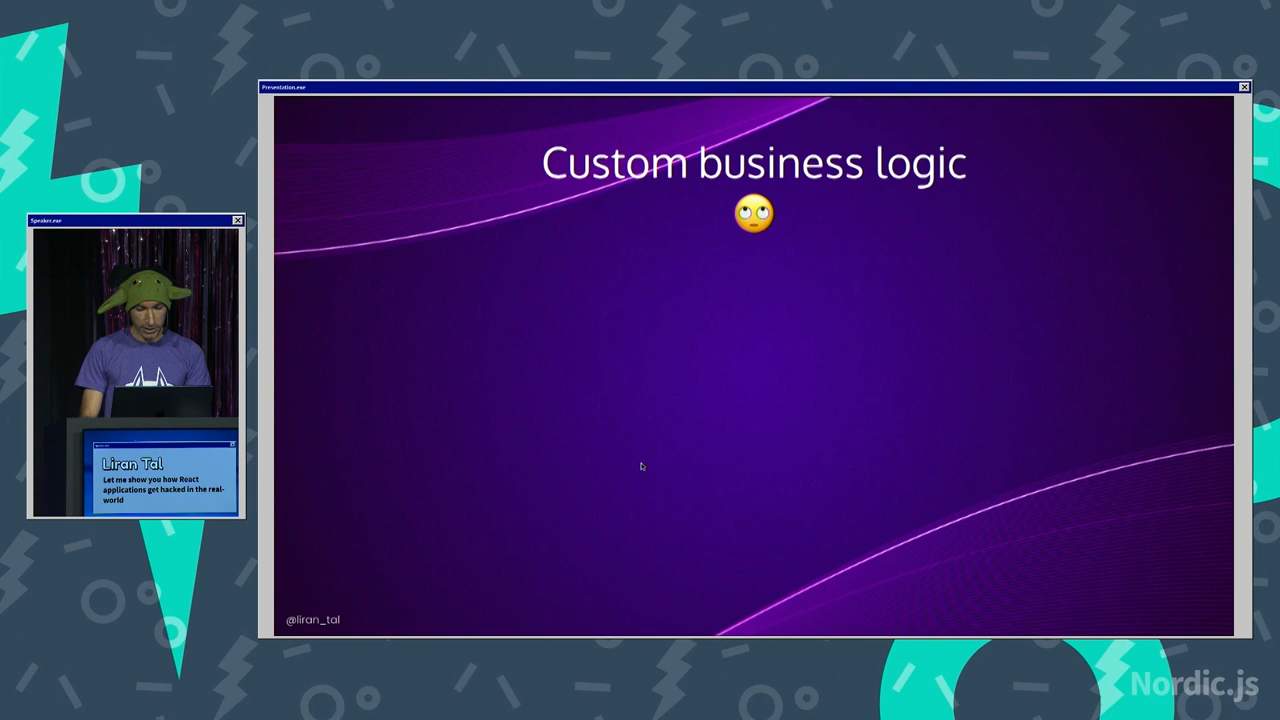 Presentation.exe
Custom business logic
Speaker.exe
Liran Tal
Let me show you how React
applications get hacked in the real-
world
@liran_tal
Nordic.js